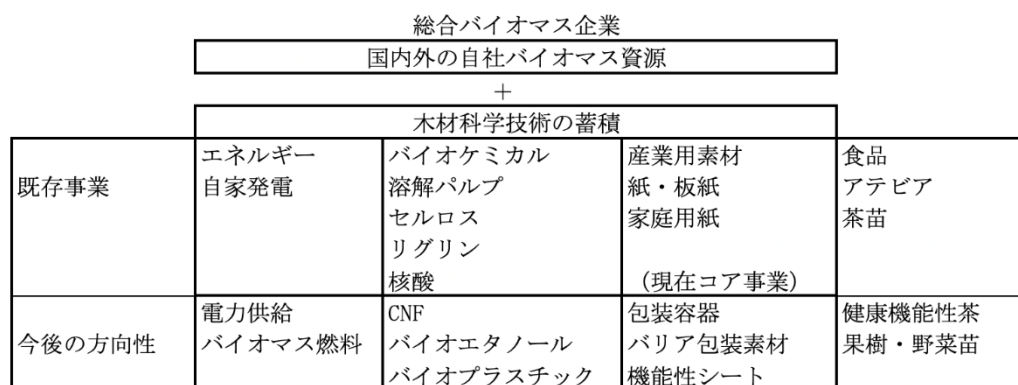 総合バイオマス企業
国内外の自社バイオマス資源
＋
木材科学技術の蓄積
エネルギー バイオケミカル 産業用素材 食品
既存事業 自家発電 溶解パルプ 紙・板紙 アテビア
セルロス 家庭用紙 茶苗
リグリン
核酸 （現在コア事業）
電力供給 CNF 包装容器 健康機能性茶
今後の方向性 バイオマス燃料 バイオエタノール バリア包装素材 果樹・野菜苗
バイオプラスチック 機能性シート